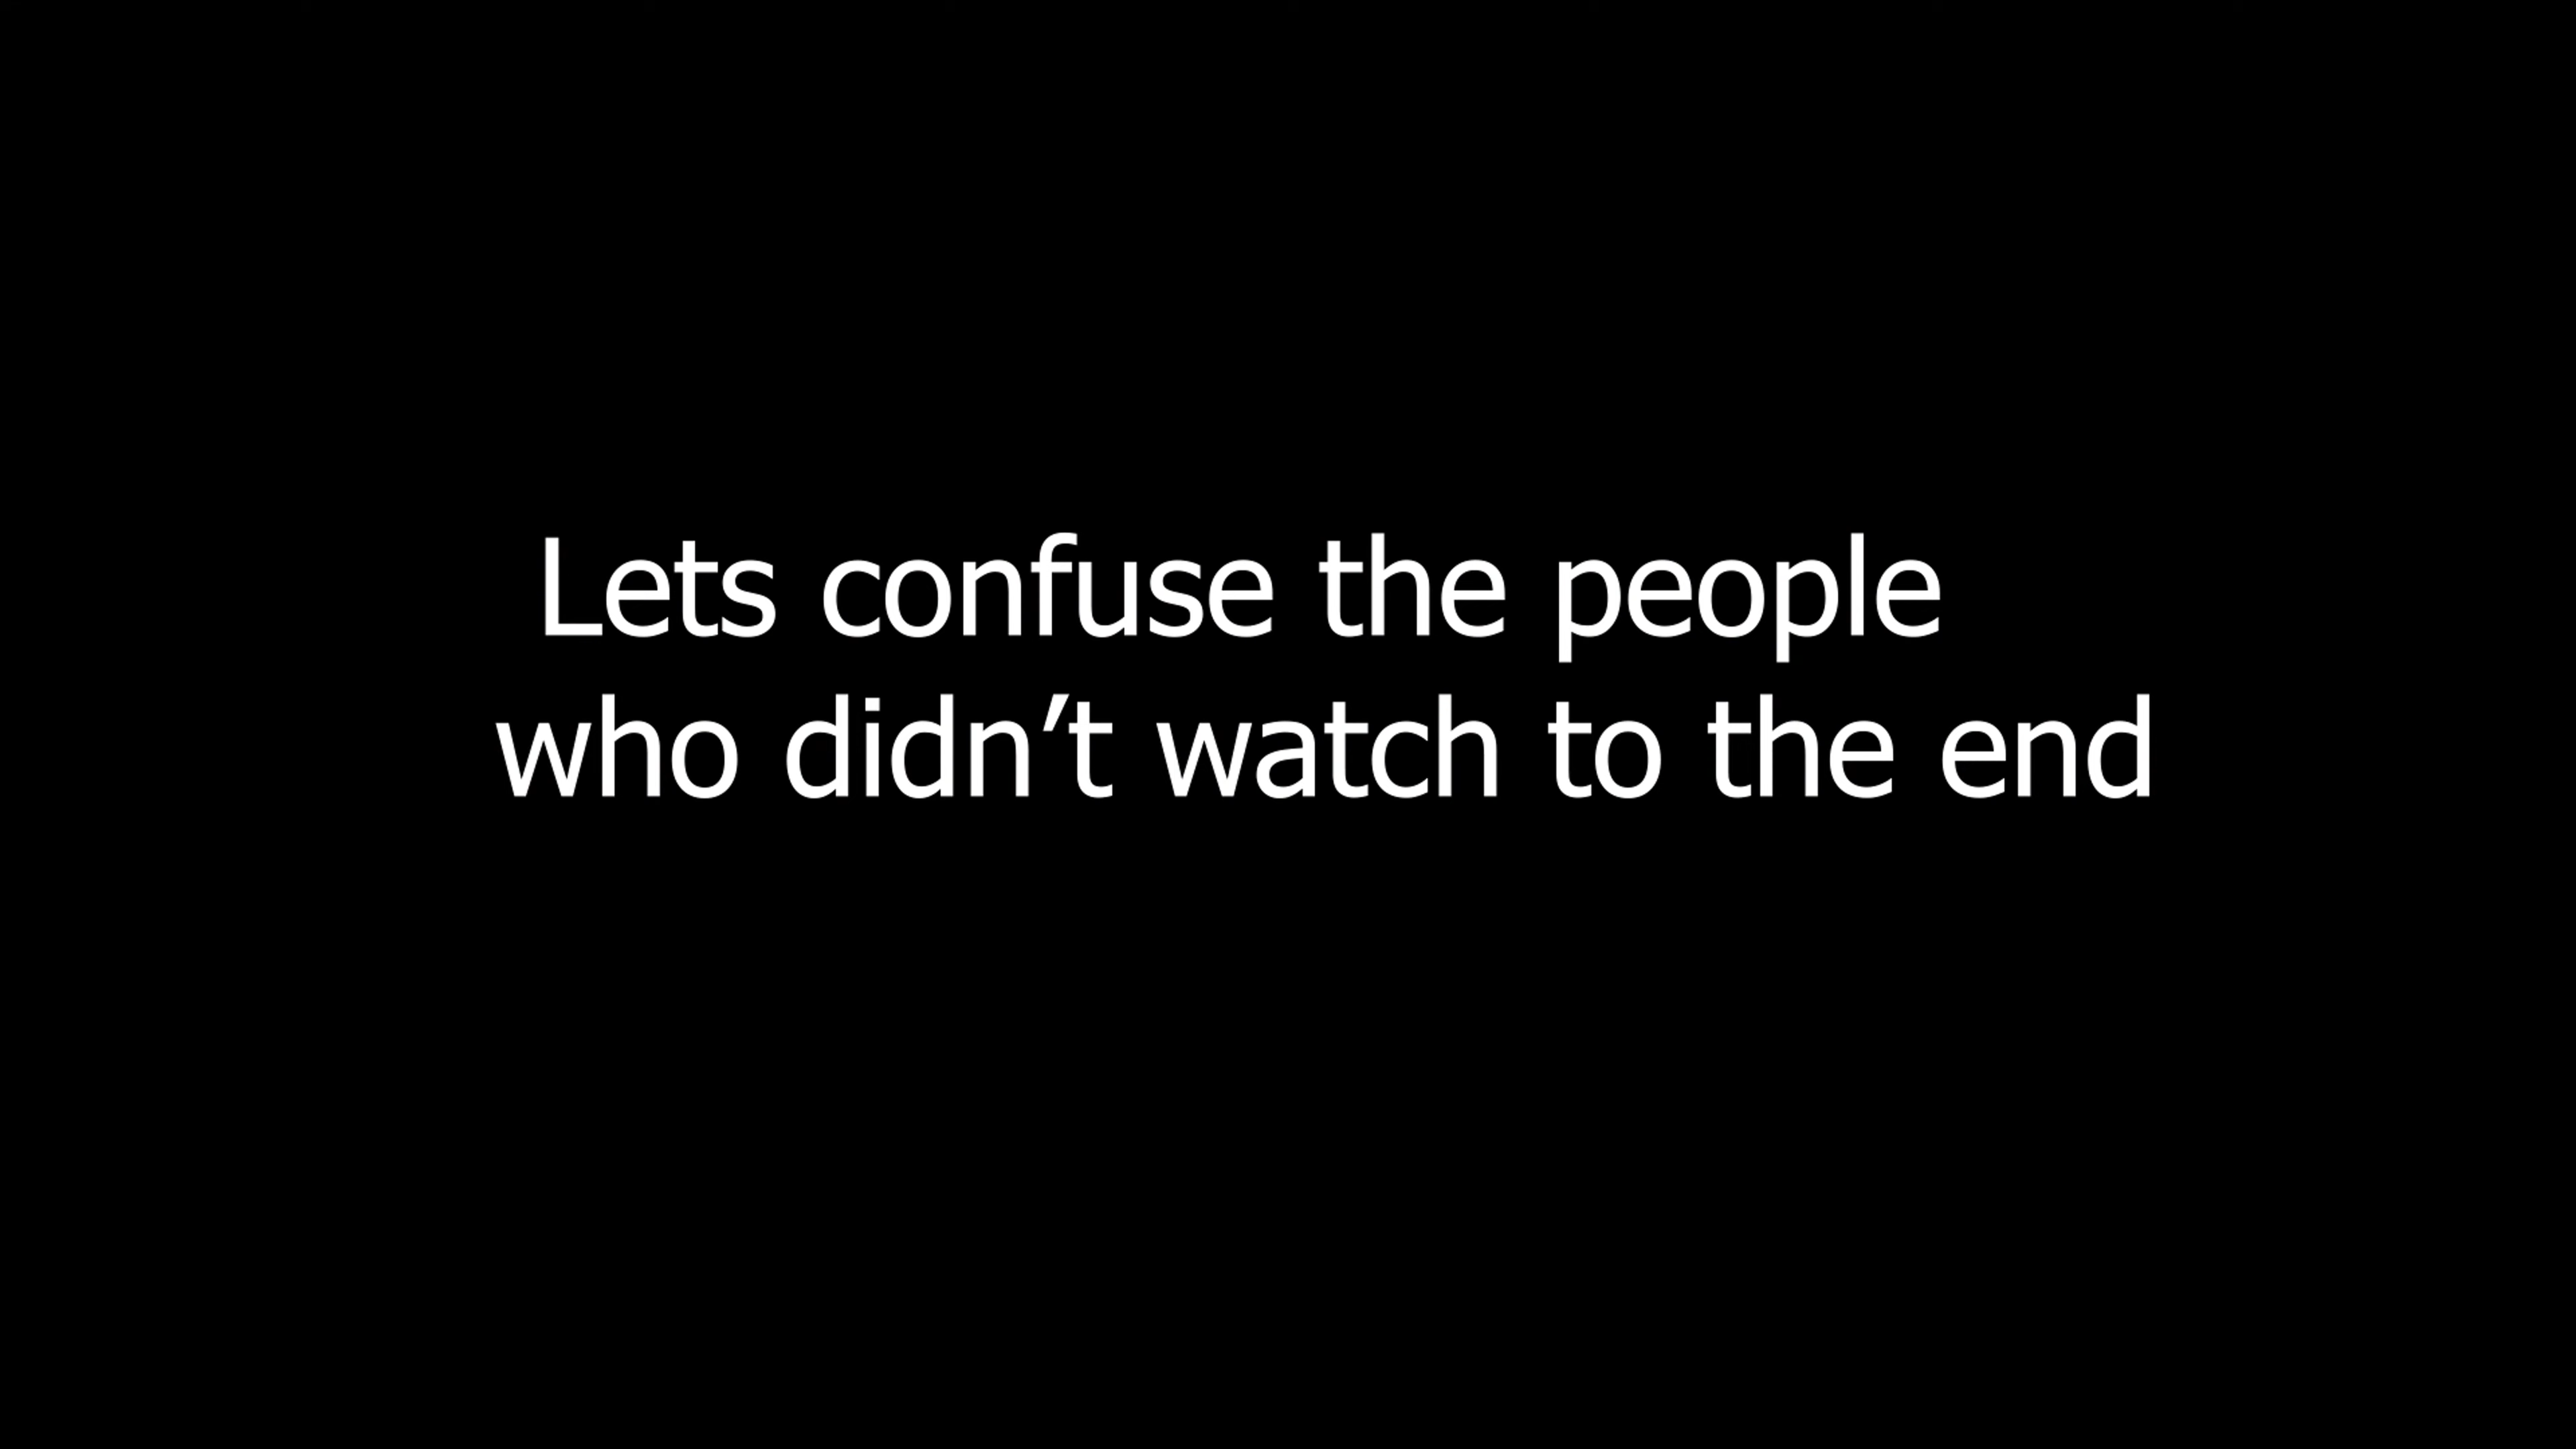 Lets confuse the people
who didn’t watch to the end